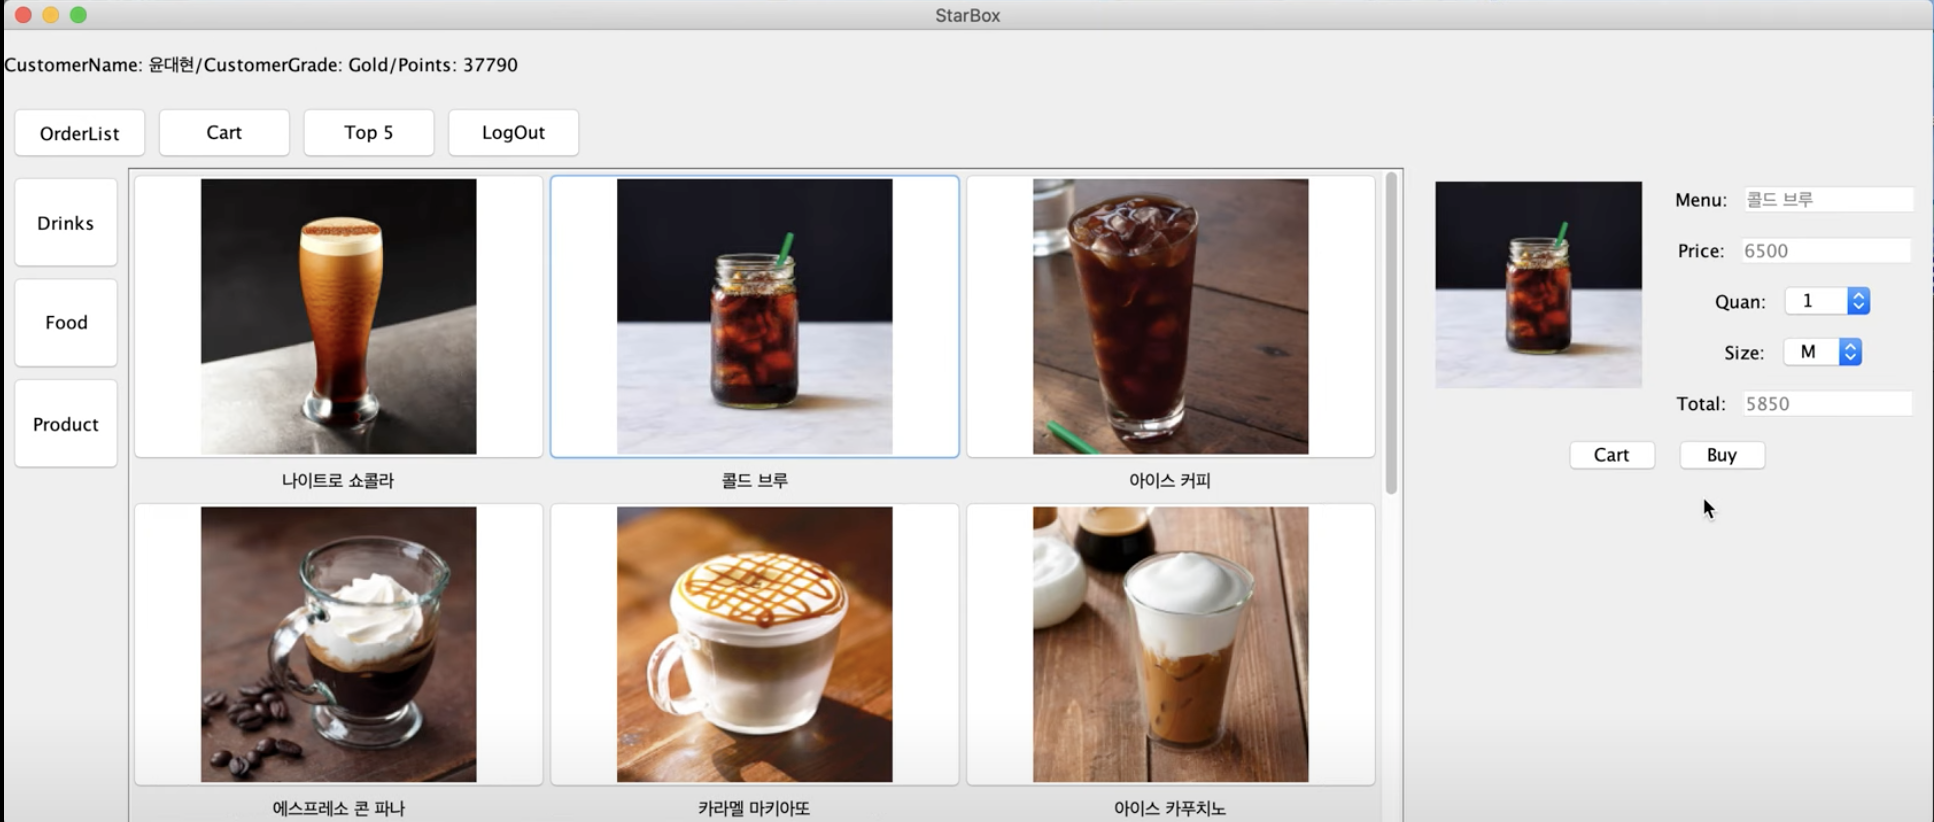 StarBox
CustomerName: 윤대현/CustomerGrade: Gold/Points: 37790
OrderList
Cart
Top 5
LogOut
Drinks
Food
Product
나이트로 쇼콜라
콜드 브루
아이스 커피
에스프레소 콘 파나
카라멜 마키아또
아이스 카푸치노
Menu: 콜드 브루
Price: 6500
Quan: 1
Size: M
Total: 5850
Cart
Buy